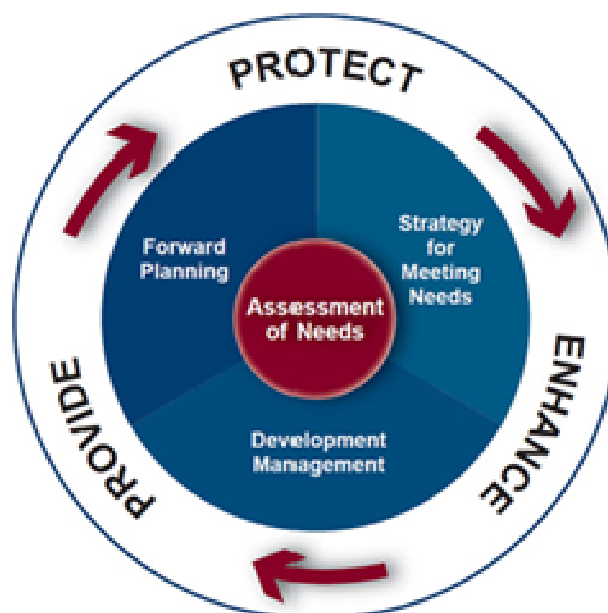 PROTECT
Forward
Planning
Strategy
for
Meeting
Needs
Assessment
of Needs
Development
Management
PROVIDE
ENHANCE